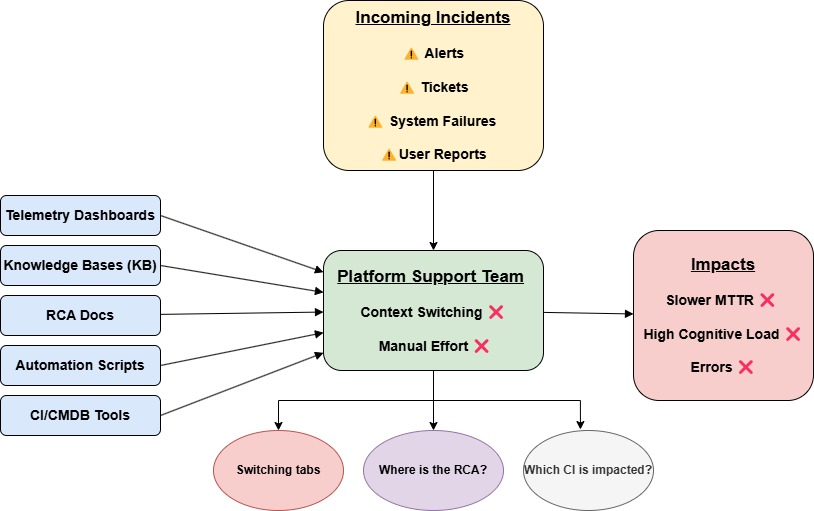 Incoming Incidents
Alerts
Tickets
System Failures
User Reports
Telemetry Dashboards
Knowledge Bases (KB)
RCA Docs
Automation Scripts
CI/CMDB Tools
Platform Support Team
Context Switching
Manual Effort
Impacts
Slower MTTR
High Cognitive Load
Errors
Switching tabs
Where is the RCA?
Which CI is impacted?